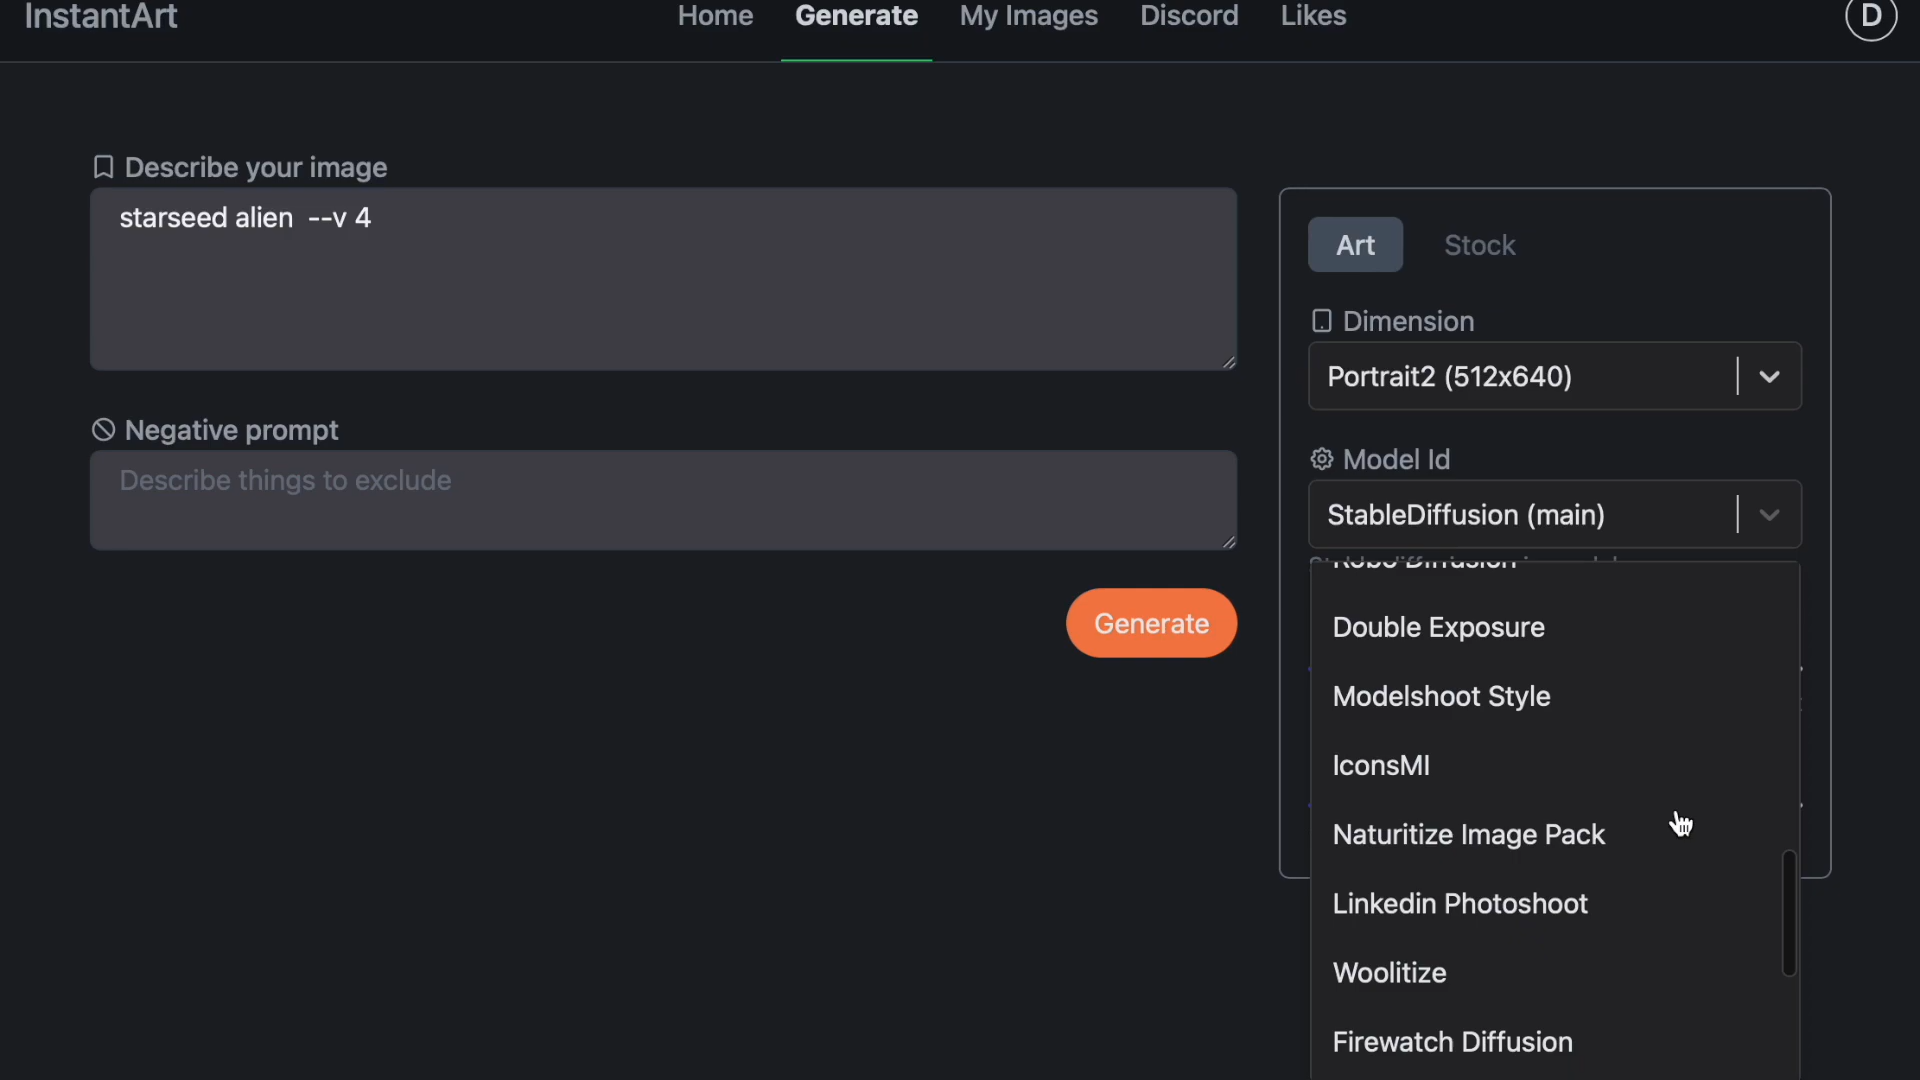 InstantArt
Home Generate My Images Discord Likes
D
Describe your image
starseed alien --v 4
Negative prompt
Describe things to exclude
Generate
Art Stock
Dimension
Portrait2 (512x640)
Model Id
StableDiffusion (main)
Robo Diffusion
Double Exposure
Modelshoot Style
IconsMI
Naturitize Image Pack
Linkedin Photoshoot
Woolitize
Firewatch Diffusion